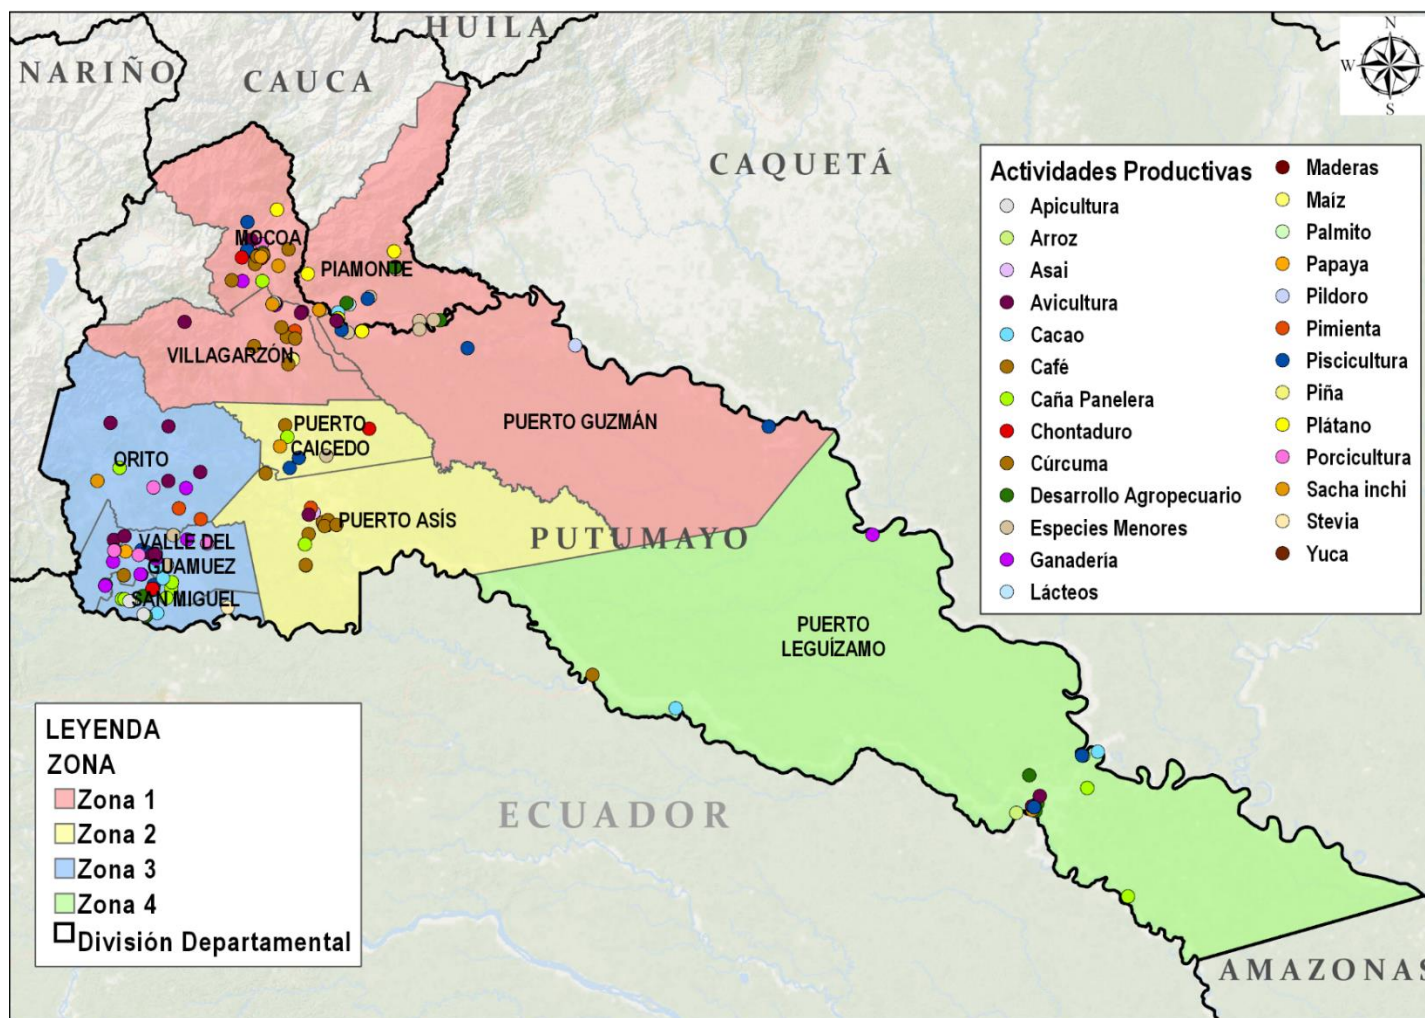 HUILA
NARIÑO
CAUCA
CAQUETÁ
N
W
S
MOCOA
PIAMONTE
VILLAGARZÓN
PUERTO GUZMÁN
PUERTO
CAICEDO
ORITO
PUERTO ASÍS
PUTUMAYO
VALLE DEL
GUAMUEZ
SAN MIGUEL
PUERTO
LEGUÍZAMO
ECUADOR
AMAZONAS
Actividades Productivas
Apicultura
Arroz
Asai
Avicultura
Cacao
Café
Caña Panelera
Chontaduro
Cúrcuma
Desarrollo Agropecuario
Especies Menores
Ganadería
Lácteos
Maderas
Maíz
Palmito
Papaya
Pildoro
Pimienta
Piscicultura
Piña
Plátano
Porcicultura
Sacha inchi
Stevia
Yuca
LEYENDA
ZONA
Zona 1
Zona 2
Zona 3
Zona 4
División Departamental